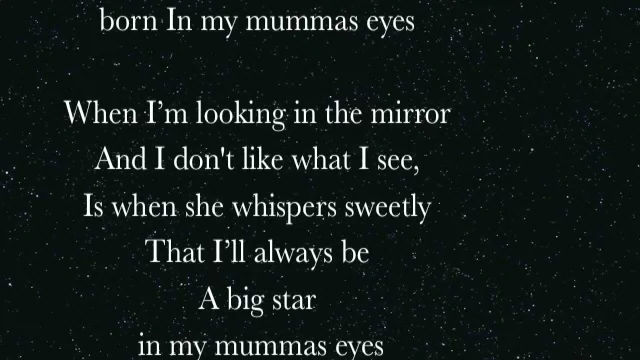 born In my mummas eyes
When I’m looking in the mirror
And I don't like what I see,
Is when she whispers sweetly
That I’ll always be
A big star
in my mummas eyes